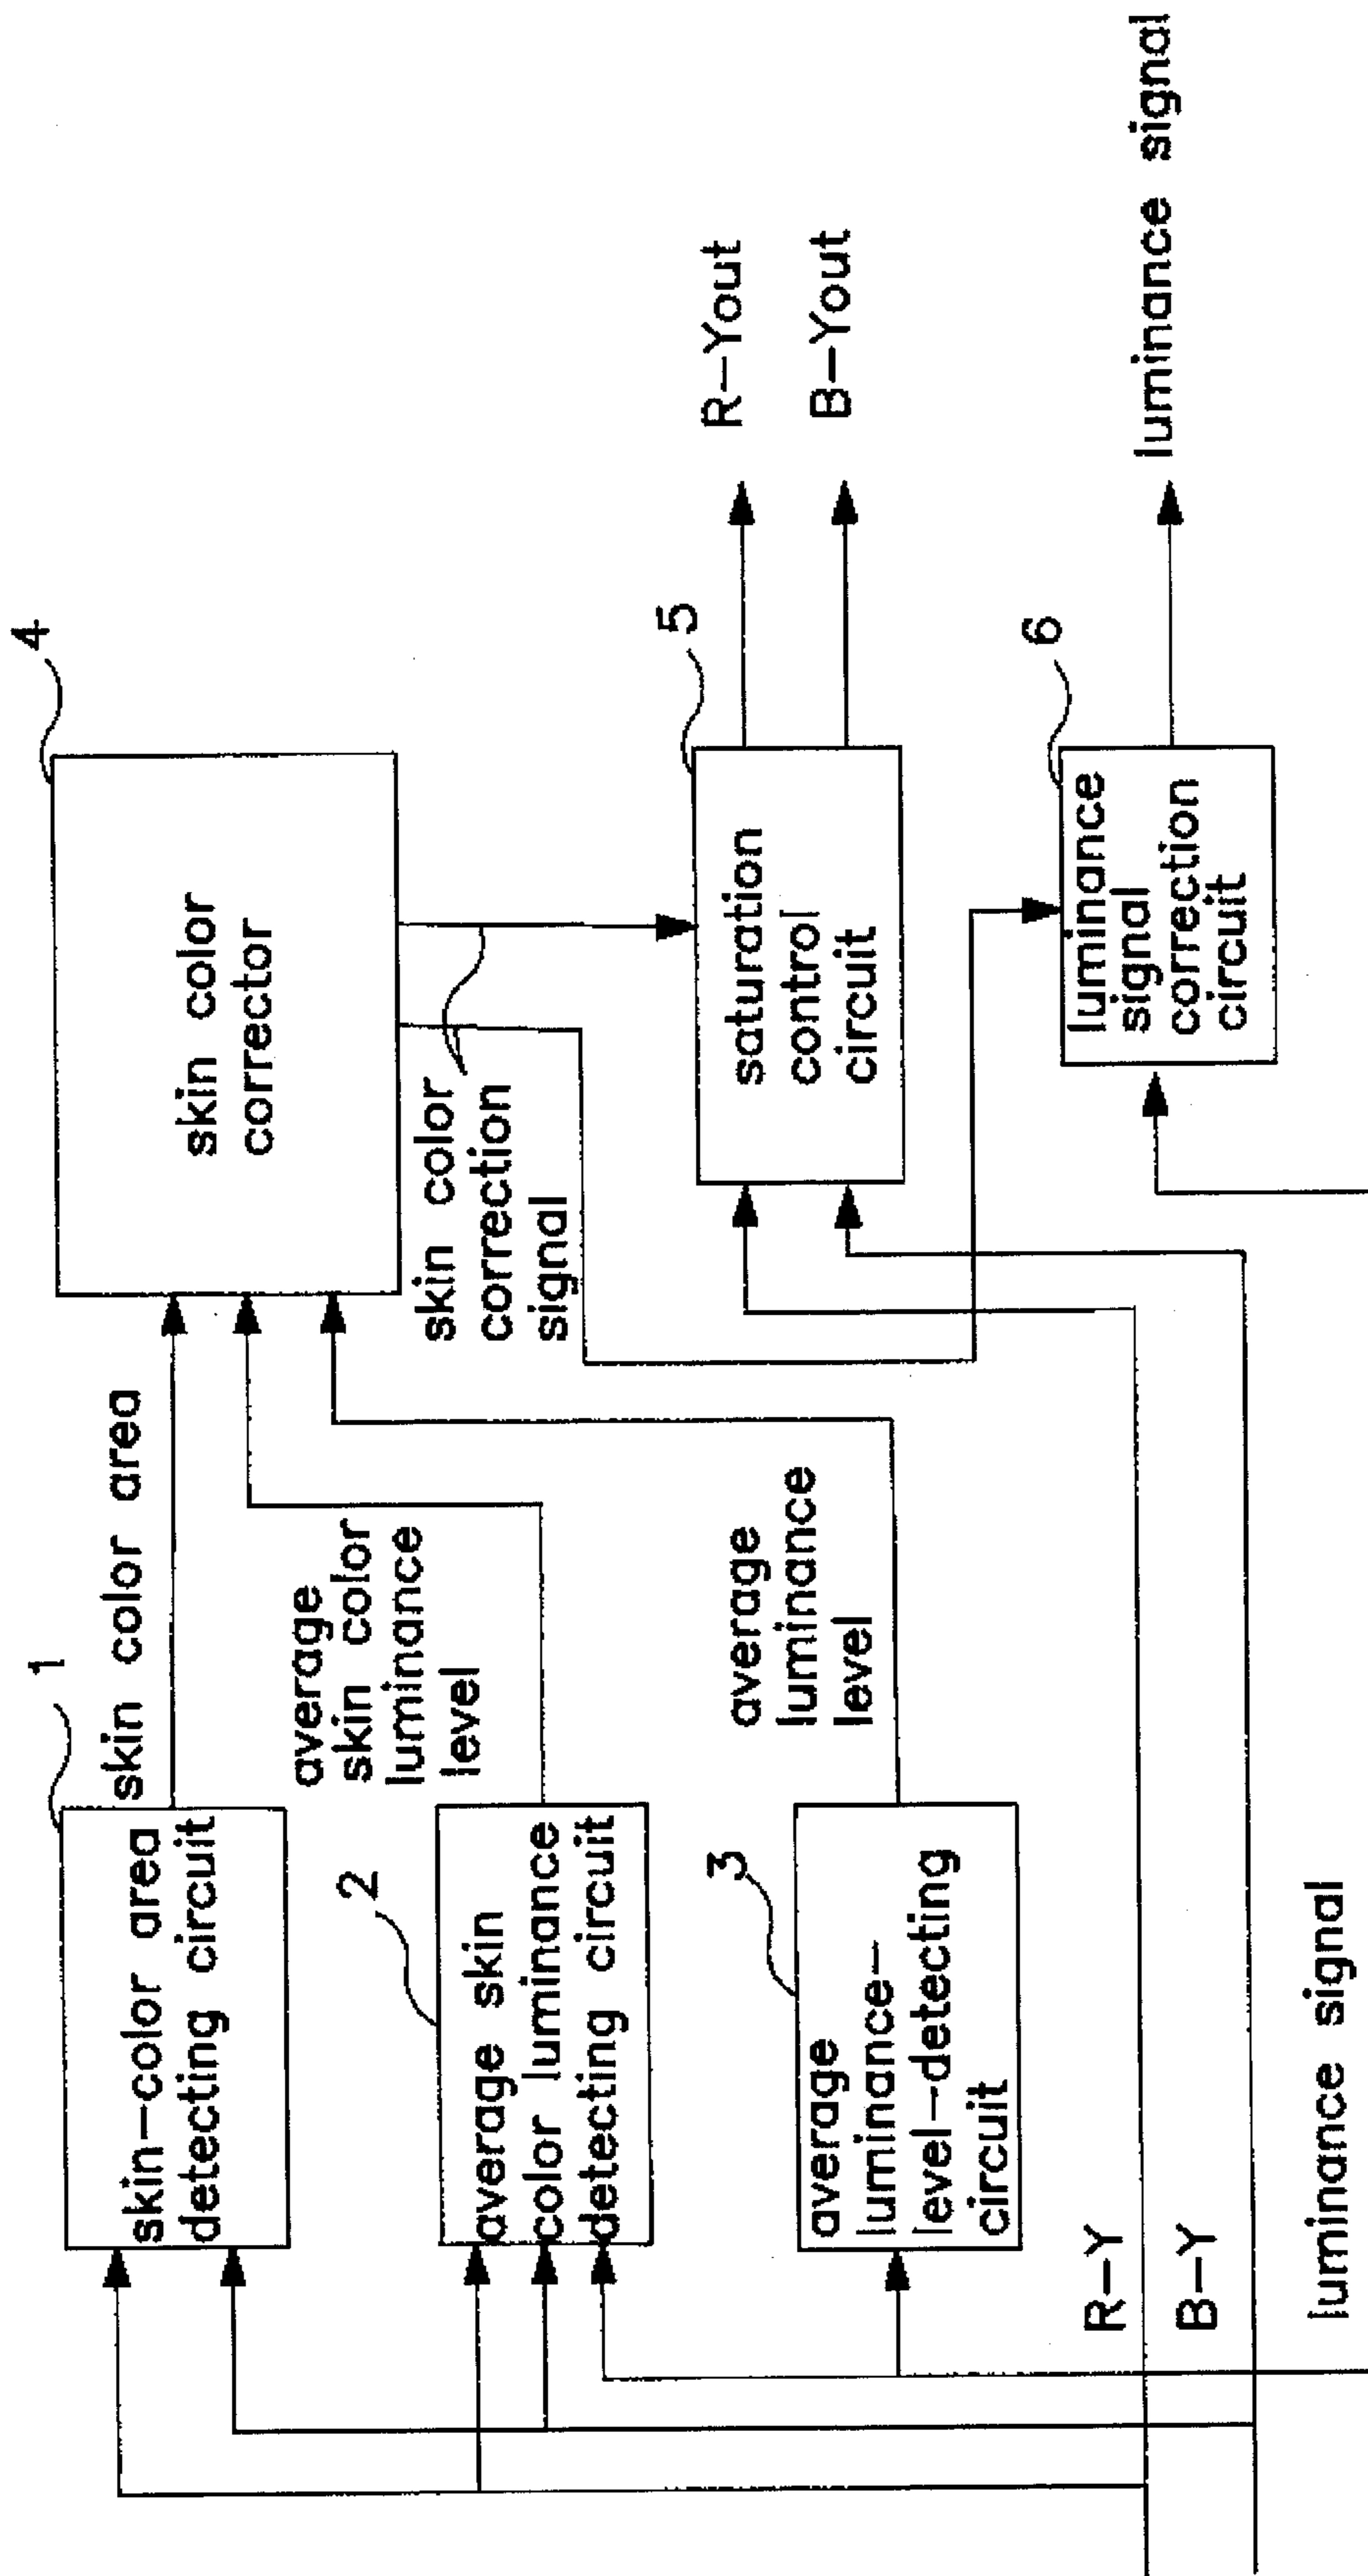 1
skin-color area
detecting circuit
skin color area
2
average skin
color luminance
detecting circuit
average
skin color
luminance
level
3
average
luminance-
level-detecting
circuit
average
luminance
level
4
skin color
corrector
skin color
correction
signal
5
saturation
control
circuit
R-Yout
B-Yout
6
luminance
signal
correction
circuit
luminance signal
R-Y
B-Y
luminance signal